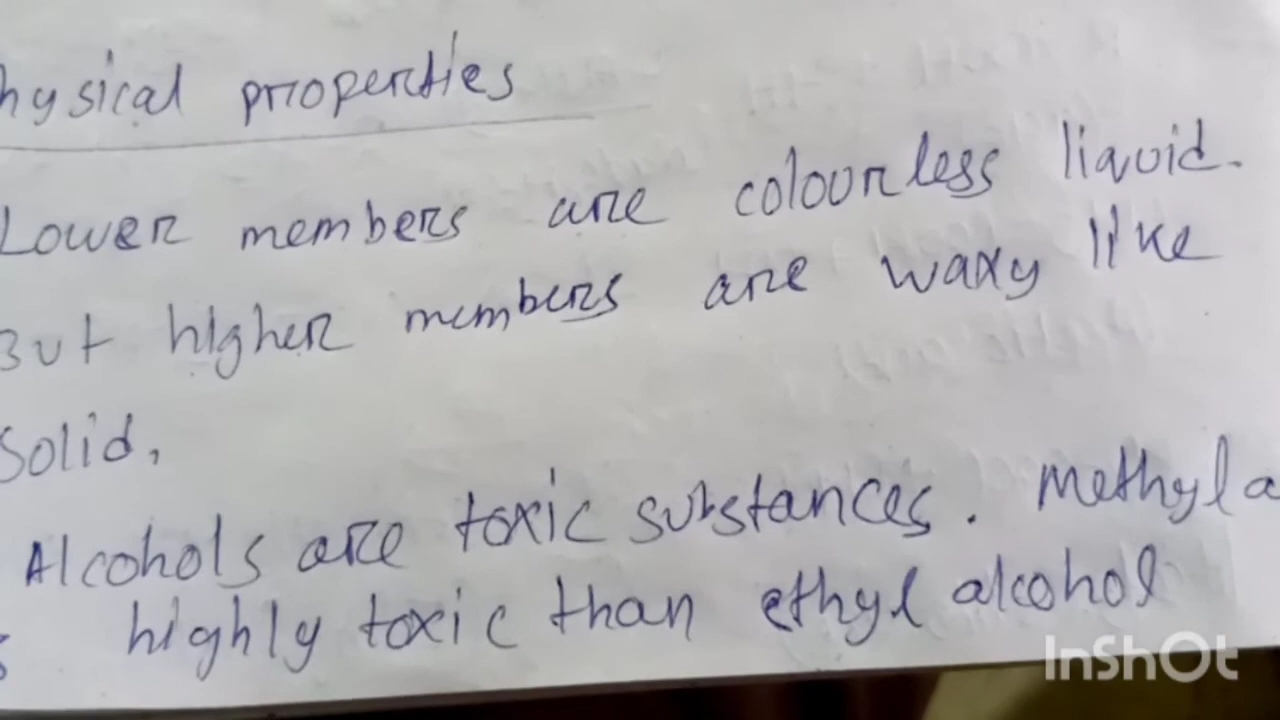 hysical properties
Lower members are colourless liquid.
But higher members are waxy like
Solid,
Alcohols are toxic substances. Methyl a
highly toxic than ethyl alcohol
InShOt